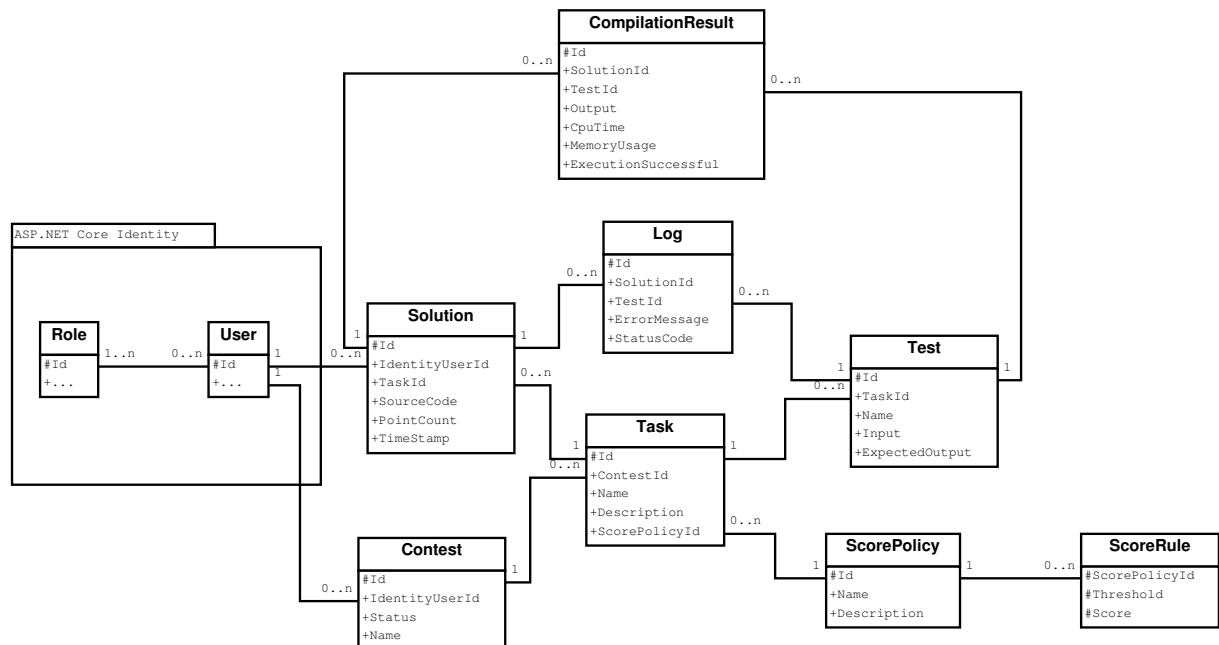 CompilationResult
#Id
+SolutionId
+TestId
+Output
+CpuTime
+MemoryUsage
+ExecutionSuccessful
0..n
0..n
ASP.NET Core Identity
Role
#Id
+...
1..n
0..n
User
#Id
+...
1
1
0..n
1
Solution
#Id
+IdentityUserId
+TaskId
+SourceCode
+PointCount
+TimeStamp
1
0..n
0..n
Log
#Id
+SolutionId
+TestId
+ErrorMessage
+StatusCode
0..n
1
0..n
Test
#Id
+TaskId
+Name
+Input
+ExpectedOutput
1
1
0..n
Task
#Id
+ContestId
+Name
+Description
+ScorePolicyId
1
0..n
0..n
Contest
#Id
+IdentityUserId
+Status
+Name
1
1
ScorePolicy
#Id
+Name
+Description
1
0..n
ScoreRule
#ScorePolicyId
#Threshold
#Score